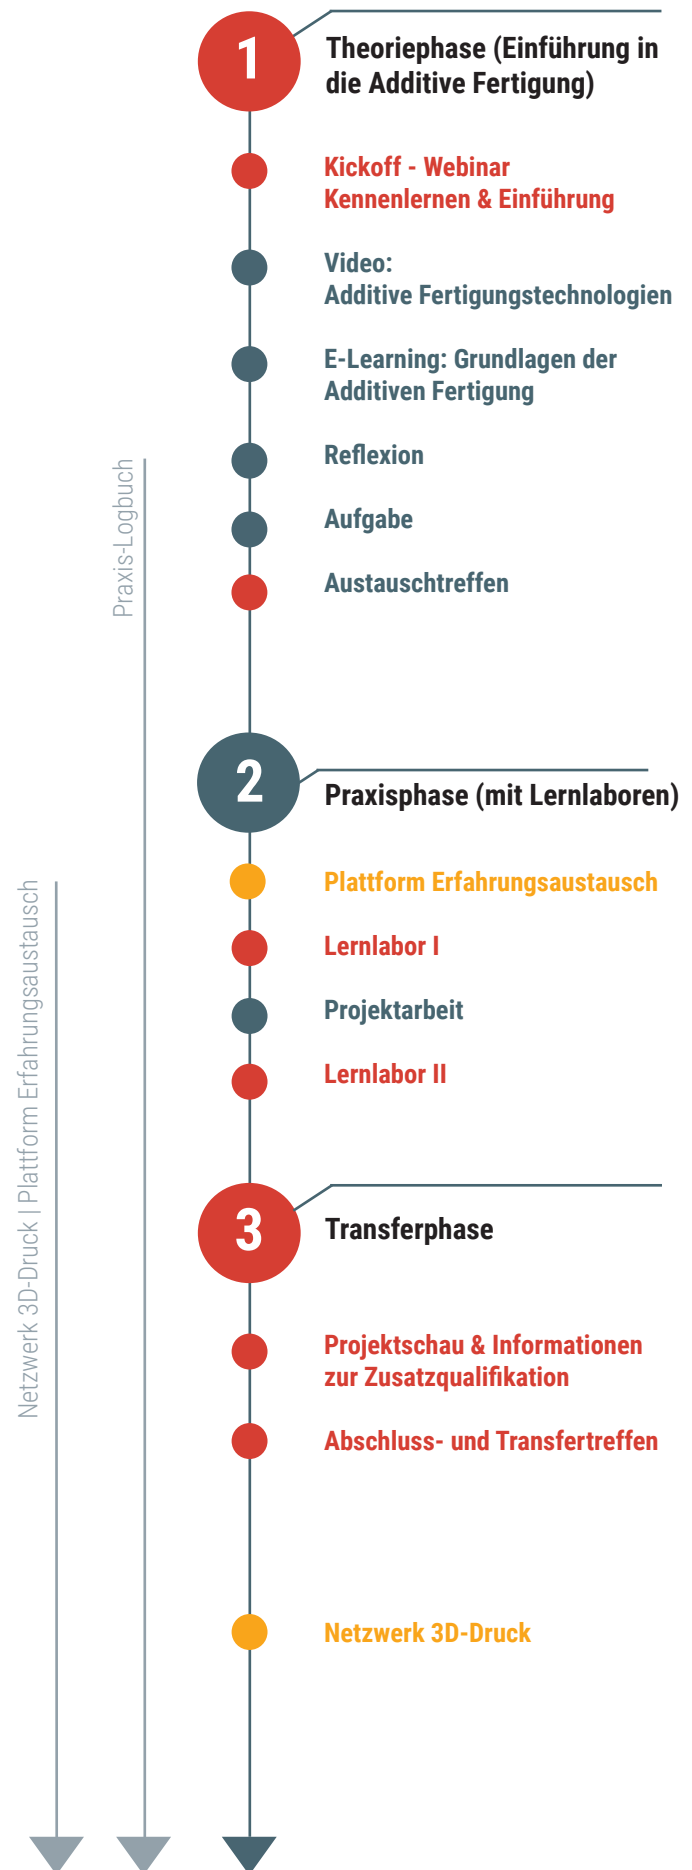 1
Theoriephase (Einführung in
die Additive Fertigung)
Kickoff - Webinar
Kennenlernen & Einführung
Video:
Additive Fertigungstechnologien
E-Learning: Grundlagen der
Additiven Fertigung
Reflexion
Aufgabe
Austauschtreffen
Praxis-Logbuch
2
Praxisphase (mit Lernlaboren)
Plattform Erfahrungsaustausch
Lernlabor I
Projektarbeit
Lernlabor II
Netzwerk 3D-Druck | Plattform Erfahrungsaustausch
3
Transferphase
Projektschau & Informationen
zur Zusatzqualifikation
Abschluss- und Transfertreffen
Netzwerk 3D-Druck